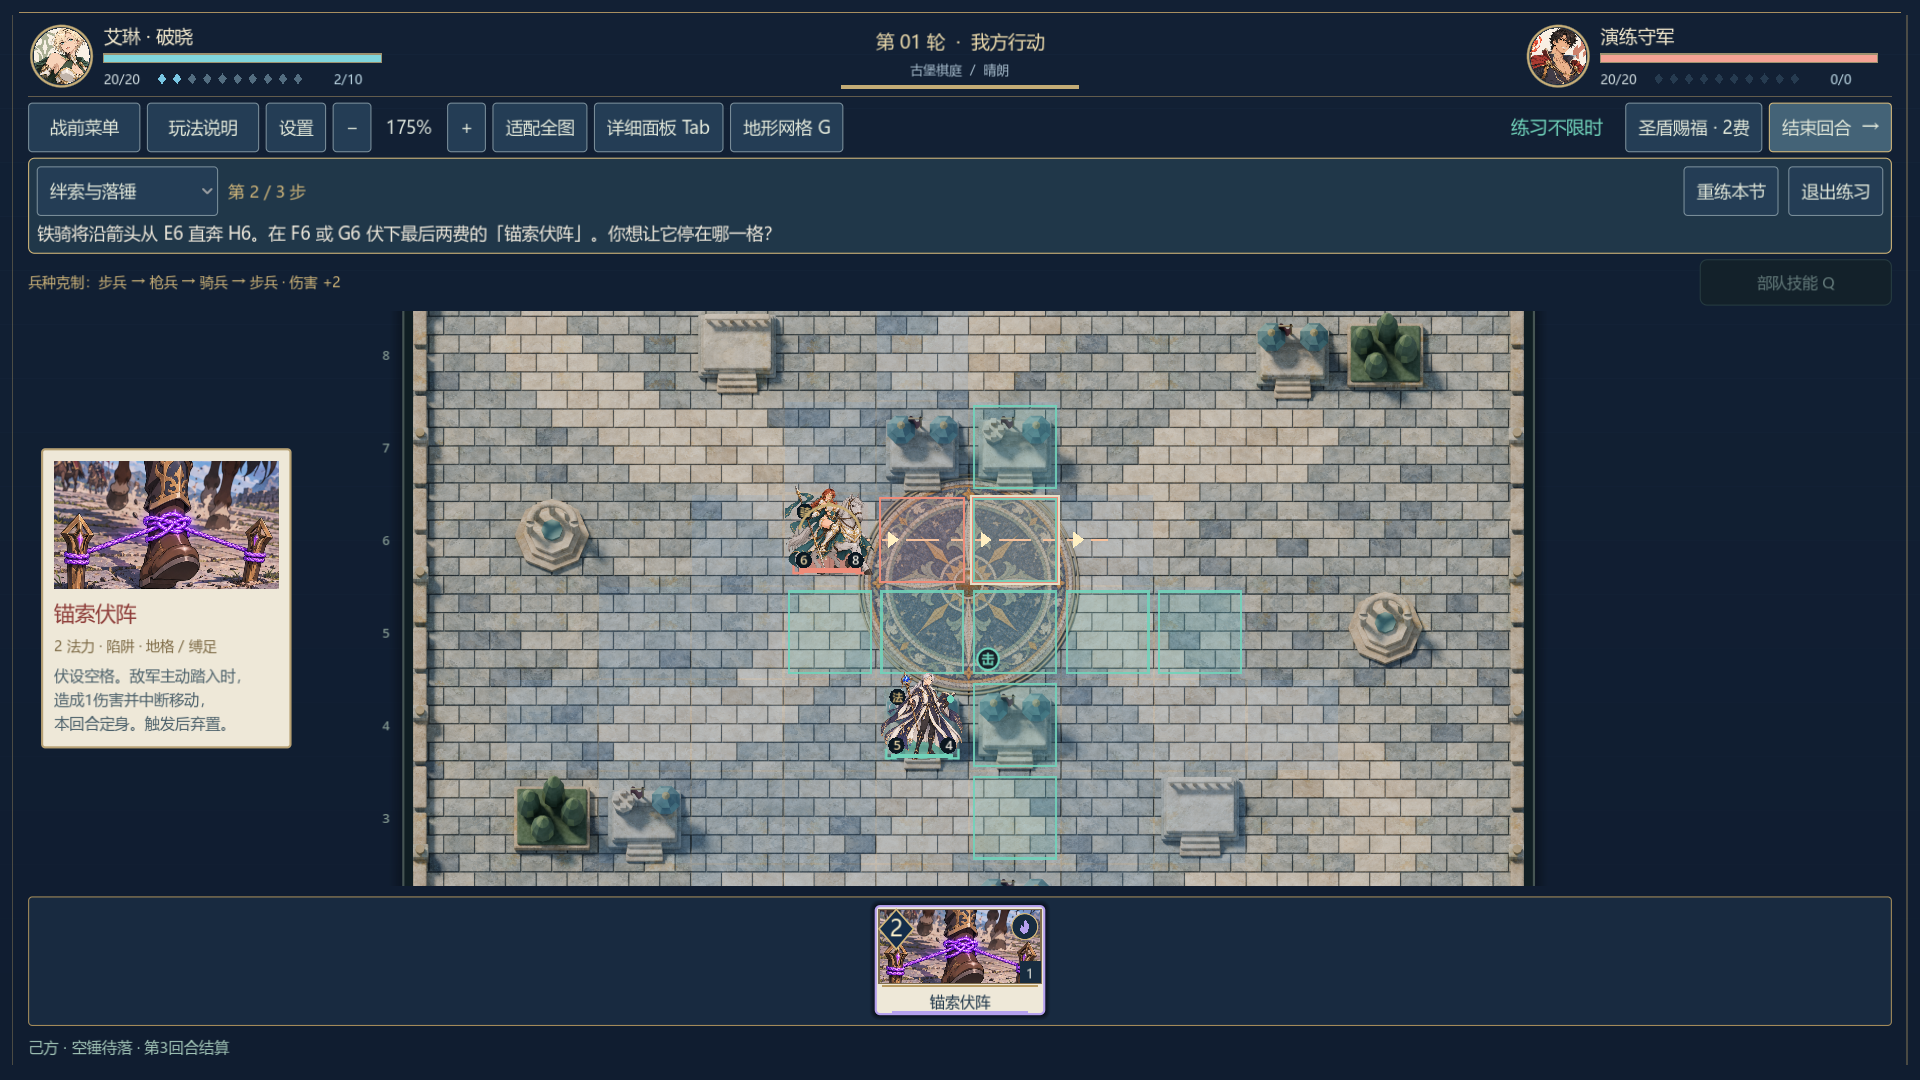 艾琳 · 破晓
20/20
2/10
第 01 轮 · 我方行动
古堡棋庭 / 晴朗
演练守军
20/20
0/0
战前菜单
玩法说明
设置
−
175%
+
适配全图
详细面板 Tab
地形网格 G
练习不限时
圣盾赐福 · 2费
结束回合 →
绊索与落锤
第 2 / 3 步
重练本节
退出练习
铁骑将沿箭头从 E6 直奔 H6。在 F6 或 G6 伏下最后两费的「锚索伏阵」。你想让它停在哪一格？
兵种克制：步兵 → 枪兵 → 骑兵 → 步兵 · 伤害 +2
部队技能 Q
8
7
6
5
4
3
6
8
击
法
5
4
锚索伏阵
2 法力 · 陷阱 · 地格 / 缚足
伏设空格。敌军主动踏入时，
造成1伤害并中断移动，
本回合定身。触发后弃置。
2
1
锚索伏阵
己方 · 空锤待落 · 第3回合结算